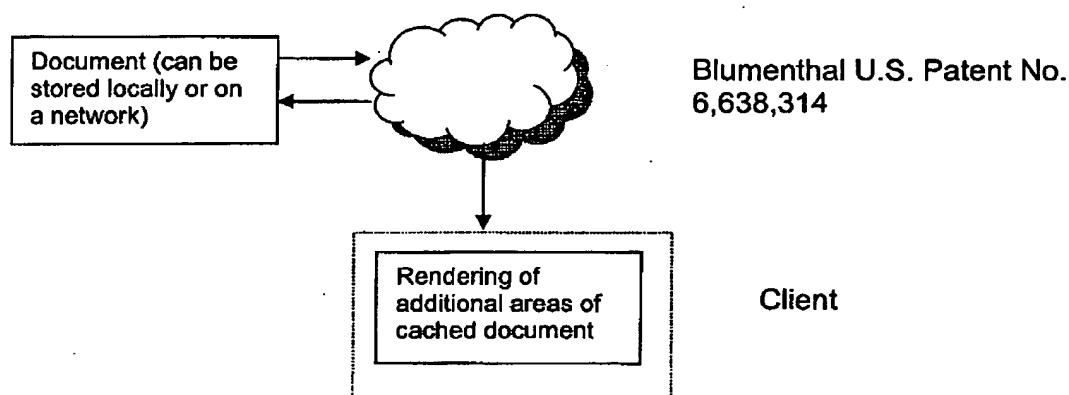 Document (can be
stored locally or on
a network)
Blumenthal U.S. Patent No.
6,638,314
Rendering of
additional areas of
cached document
Client